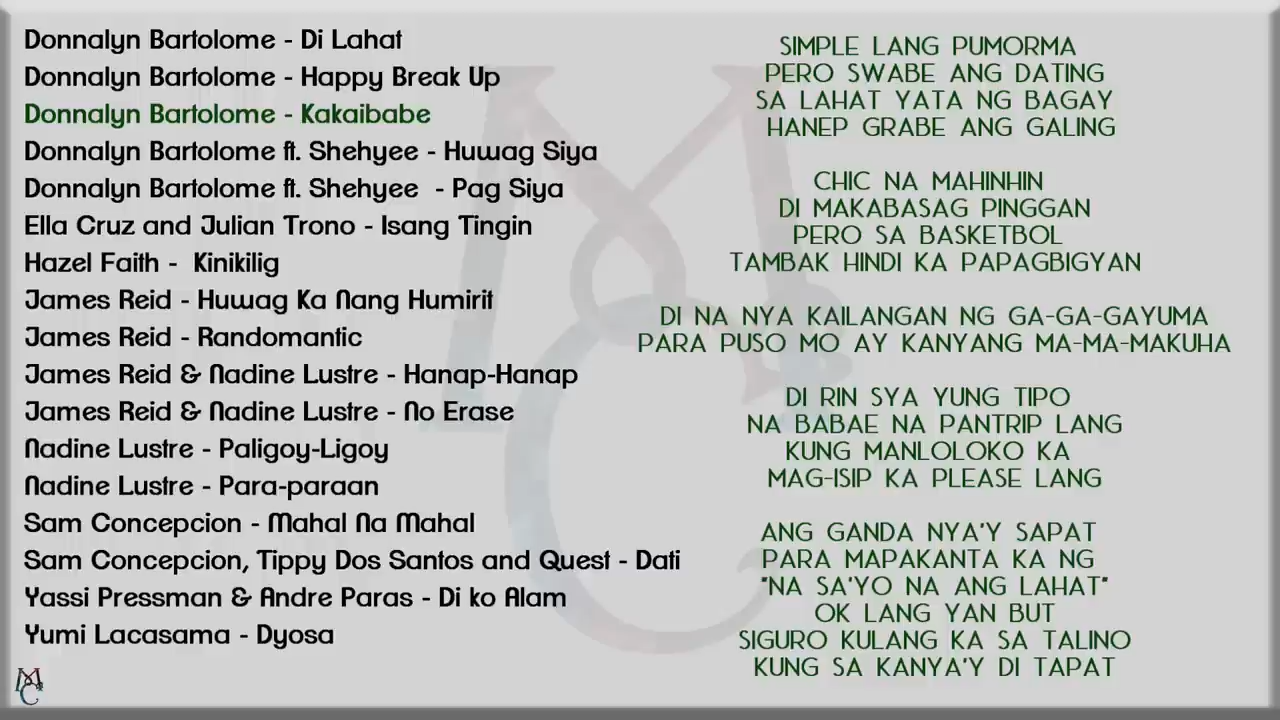 Donnalyn Bartolome - Di Lahat
Donnalyn Bartolome - Happy Break Up
Donnalyn Bartolome - Kakaibabe
Donnalyn Bartolome ft. Shehyee - Huwag Siya
Donnalyn Bartolome ft. Shehyee - Pag Siya
Ella Cruz and Julian Trono - Isang Tingin
Hazel Faith - Kinikilig
James Reid - Huwag Ka Nang Humirit
James Reid - Randomantic
James Reid & Nadine Lustre - Hanap-Hanap
James Reid & Nadine Lustre - No Erase
Nadine Lustre - Paligoy-Ligoy
Nadine Lustre - Para-paraan
Sam Concepcion - Mahal Na Mahal
Sam Concepcion, Tippy Dos Santos and Quest - Dati
Yassi Pressman & Andre Paras - Di ko Alam
Yumi Lacasama - Dyosa
SIMPLE LANG PUMORMA
PERO SWABE ANG DATING
SA LAHAT YATA NG BAGAY
HANEP GRABE ANG GALING
CHIC NA MAHINHIN
DI MAKABASAG PINGGAN
PERO SA BASKETBOL
TAMBAK HINDI KA PAPAGBIGYAN
DI NA NYA KAILANGAN NG GA-GA-GAYUMA
PARA PUSO MO AY KANYANG MA-MA-MAKUHA
DI RIN SYA YUNG TIPO
NA BABAE NA PANTRIP LANG
KUNG MANLOLOKO KA
MAG-ISIP KA PLEASE LANG
ANG GANDA NYA'Y SAPAT
PARA MAPAKANTA KA NG
"NA SA'YO NA ANG LAHAT"
OK LANG YAN BUT
SIGURO KULANG KA SA TALINO
KUNG SA KANYA'Y DI TAPAT
MC